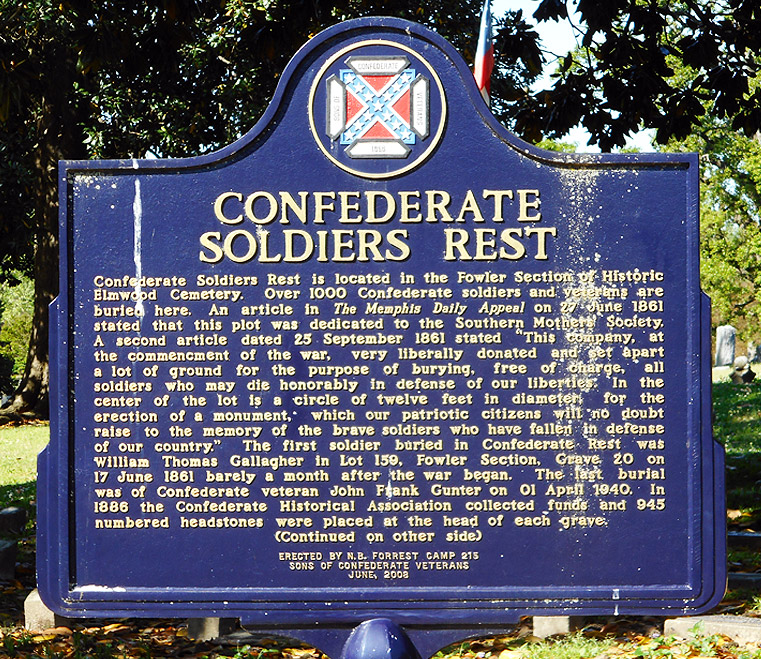 CONFEDERATE
VETERANS
1896
CONFEDERATE
SOLDIERS REST
Confederate Soldiers Rest is located in the Fowler Section of Historic
Elmwood Cemetery. Over 1000 Confederate soldiers and veterans are
buried here. An article in The Memphis Daily Appeal on 27 June 1861
stated that this plot was dedicated to the Southern Mothers' Society.
A second article dated 25 September 1861 stated "This company, at
the commencment of the war, very liberally donated and set apart
a lot of ground for the purpose of burying, free of charge, all
soldiers who may die honorably in defense of our liberties. In the
center of the lot is a circle of twelve feet in diameter, for the
erection of a monument, which our patriotic citizens will no doubt
raise to the memory of the brave soldiers who have fallen in defense
of our country." The first soldier buried in Confederate Rest was
William Thomas Gallagher in Lot 159, Fowler Section, Grave 20 on
17 June 1861 barely a month after the war began. The last burial
was of Confederate veteran John Frank Gunter on 01 April 1940. In
1886 the Confederate Historical Association collected funds and 945
numbered headstones were placed at the head of each grave.
(Continued on other side)
ERECTED BY N.B. FORREST CAMP 215
SONS OF CONFEDERATE VETERANS
JUNE, 2008